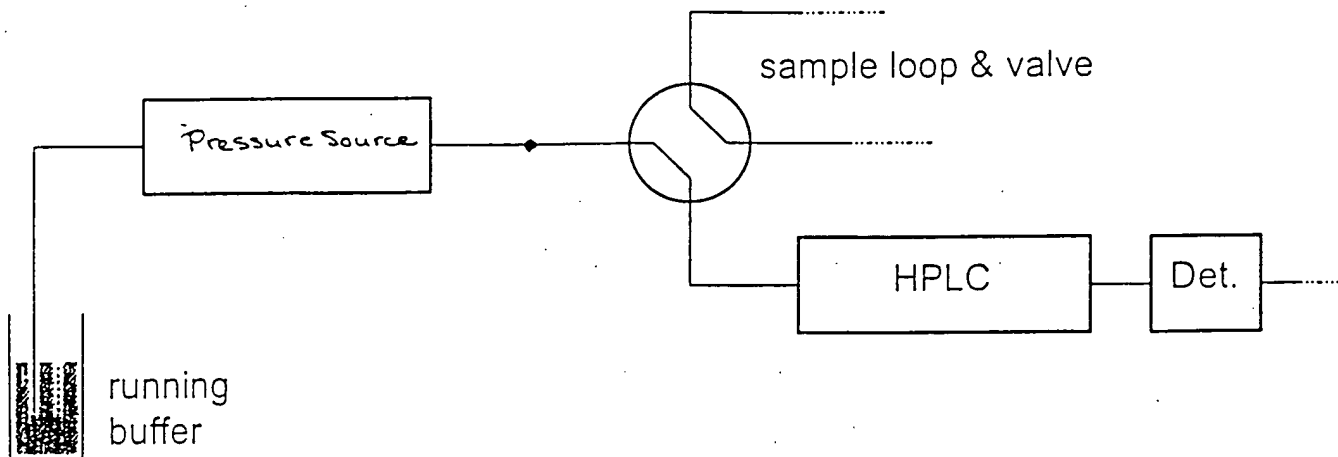 sample loop & valve
Pressure Source
HPLC
Det.
running
buffer